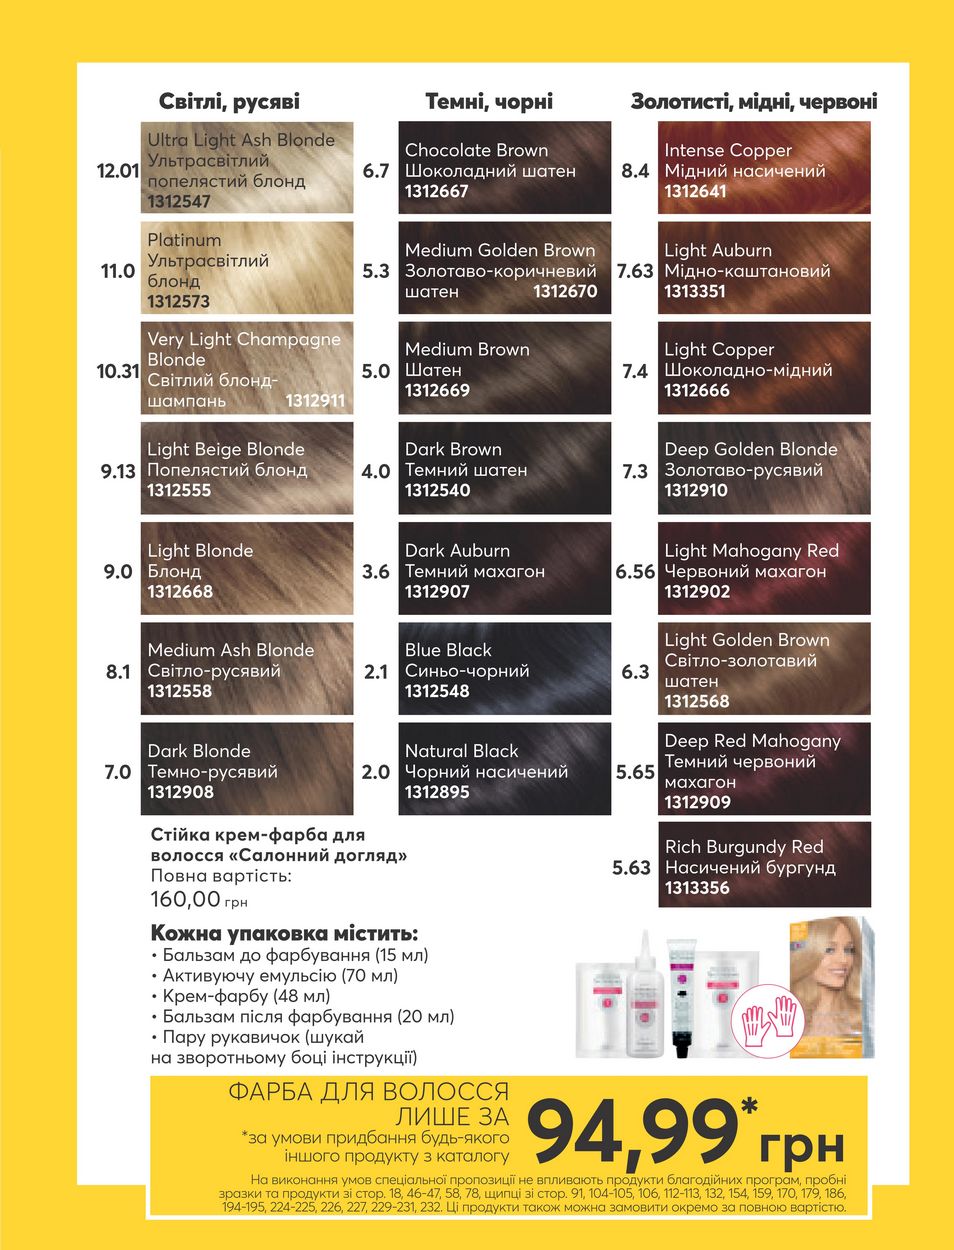 Світлі, русяві
12.01
Ultra Light Ash Blonde
Ультрасвітлий
попелястий блонд
1312547
11.0
Platinum
Ультрасвітлий
блонд
1312573
10.31
Very Light Champagne
Blonde
Світлий блонд-
шампань 1312911
9.13
Light Beige Blonde
Попелястий блонд
1312555
9.0
Light Blonde
Блонд
1312668
8.1
Medium Ash Blonde
Світло-русявий
1312558
7.0
Dark Blonde
Темно-русявий
1312908
Темні, чорні
6.7
Chocolate Brown
Шоколадний шатен
1312667
5.3
Medium Golden Brown
Золотаво-коричневий
шатен 1312670
5.0
Medium Brown
Шатен
1312669
4.0
Dark Brown
Темний шатен
1312540
3.6
Dark Auburn
Темний махагон
1312907
2.1
Blue Black
Синьо-чорний
1312548
2.0
Natural Black
Чорний насичений
1312895
Золотисті, мідні, червоні
8.4
Intense Copper
Мідний насичений
1312641
7.63
Light Auburn
Мідно-каштановий
1313351
7.4
Light Copper
Шоколадно-мідний
1312666
7.3
Deep Golden Blonde
Золотаво-русявий
1312910
6.56
Light Mahogany Red
Червоний махагон
1312902
6.3
Light Golden Brown
Світло-золотавий
шатен
1312568
5.65
Deep Red Mahogany
Темний червоний
махагон
1312909
5.63
Rich Burgundy Red
Насичений бургунд
1313356
Стійка крем-фарба для
волосся «Салонний догляд»
Повна вартість:
160,00 грн
Кожна упаковка містить:
• Бальзам до фарбування (15 мл)
• Активуючу емульсію (70 мл)
• Крем-фарбу (48 мл)
• Бальзам після фарбування (20 мл)
• Пару рукавичок (шукай
на зворотньому боці інструкції)
ФАРБА ДЛЯ ВОЛОССЯ
ЛИШЕ ЗА
*за умови придбання будь-якого
іншого продукту з каталогу
94,99* грн
На виконання умов спеціальної пропозиції не впливають продукти благодійних програм, пробні
зразки та продукти зі стор. 18, 46-47, 58, 78, щипці зі стор. 91, 104-105, 106, 112-113, 132, 154, 159, 170, 179, 186,
194-195, 224-225, 226, 227, 229-231, 232. Ці продукти також можна замовити окремо за повною вартістю.